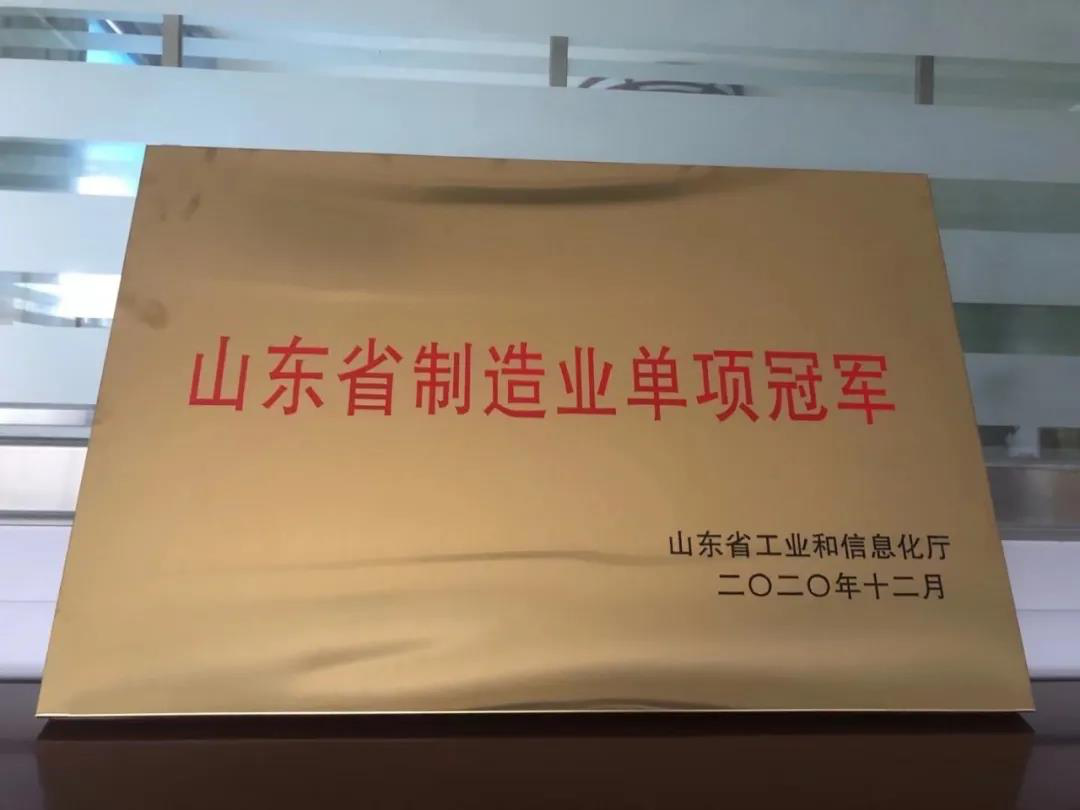 山东省制造业单项冠军
山东省工业和信息化厅
二〇二〇年十二月